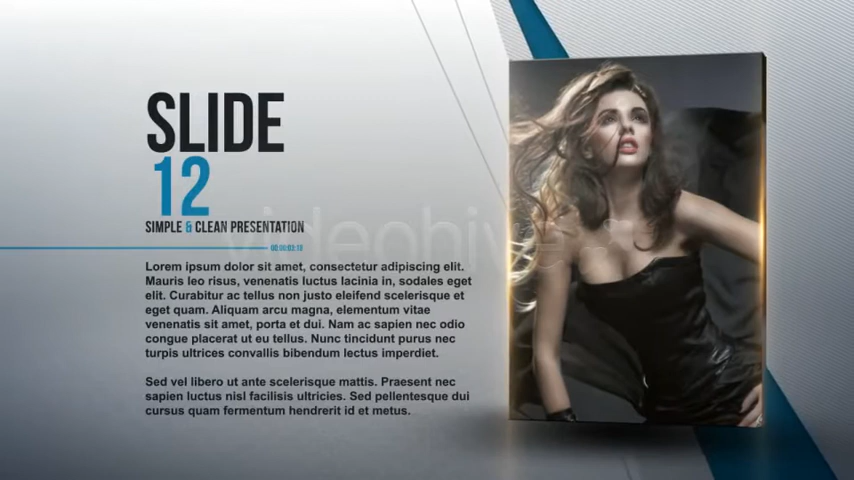 SLIDE
12
SIMPLE & CLEAN PRESENTATION
videohive
Lorem ipsum dolor sit amet, consectetur adipiscing elit.
Mauris leo risus, venenatis luctus lacinia in, sodales eget
elit. Curabitur ac tellus non justo eleifend scelerisque et
eget quam. Aliquam arcu magna, elementum vitae
venenatis sit amet, porta et dui. Nam ac sapien nec odio
congue placerat ut eu tellus. Nunc tincidunt purus nec
turpis ultrices convallis bibendum lectus imperdiet.
Sed vel libero ut ante scelerisque mattis. Praesent nec
sapien luctus nisl facilisis ultricies. Sed pellentesque dui
cursus quam fermentum hendrerit id et metus.